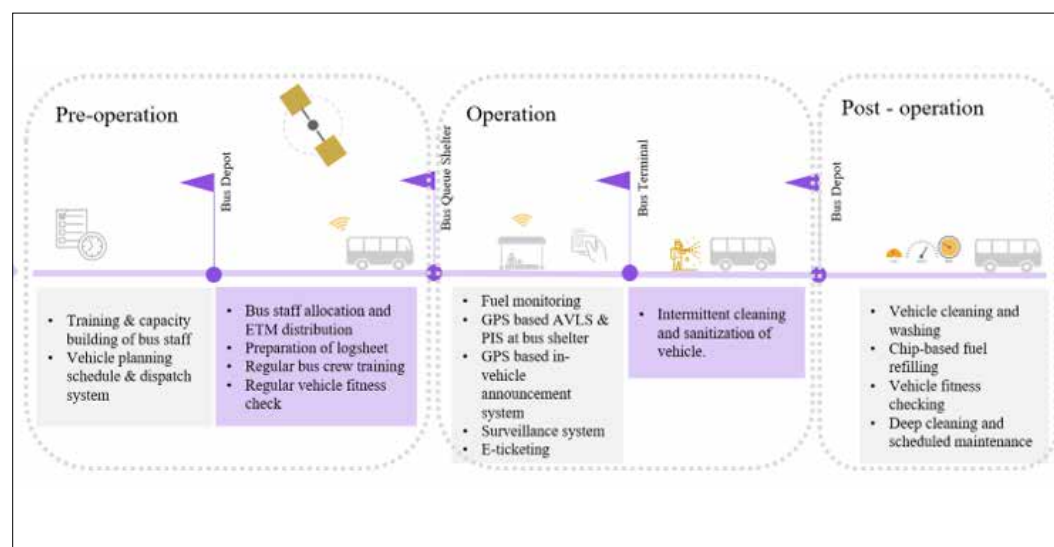 Pre-operation
Bus Depot
Bus Queue Shelter
• Training & capacity
building of bus staff
• Vehicle planning
schedule & dispatch
system
• Bus staff allocation and
ETM distribution
• Preparation of logsheet
• Regular bus crew training
• Regular vehicle fitness
check
Operation
Bus Terminal
• Fuel monitoring
• GPS based AVLS &
PIS at bus shelter
• GPS based in-
vehicle
announcement
system
• Surveillance system
• E-ticketing
• Intermittent cleaning
and sanitization of
vehicle.
Post - operation
Bus Depot
• Vehicle cleaning and
washing
• Chip-based fuel
refilling
• Vehicle fitness
checking
• Deep cleaning and
scheduled maintenance